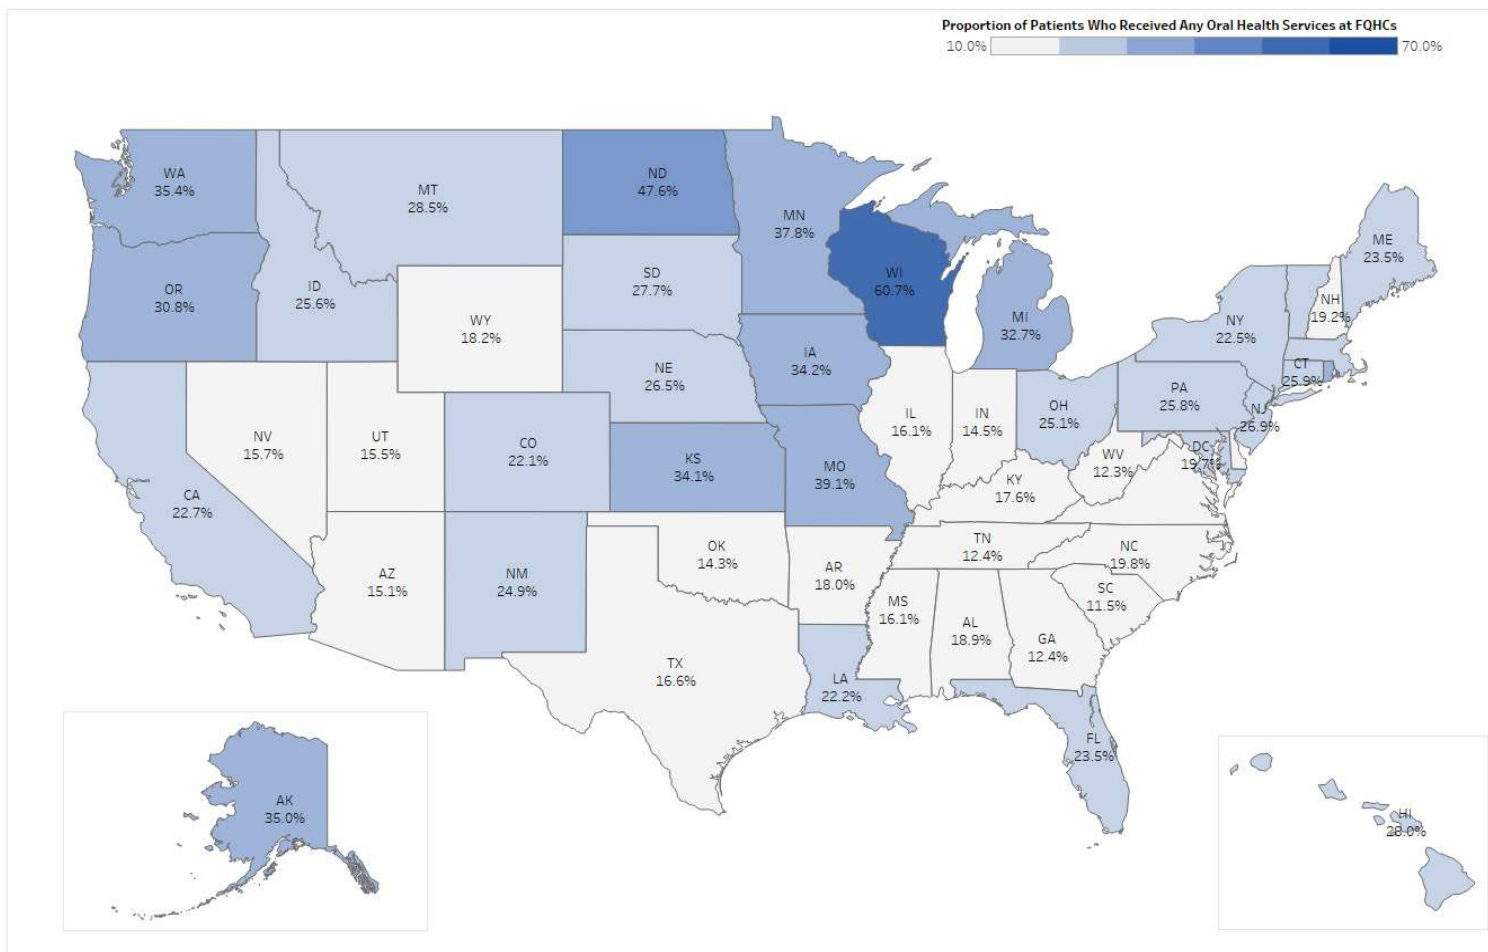 Proportion of Patients Who Received Any Oral Health Services at FQHCs
10.0% 70.0%
WA
35.4%
MT
28.5%
ND
47.6%
MN
37.8%
OR
30.8%
ID
25.6%
WY
18.2%
SD
27.7%
WI
60.7%
MI
32.7%
ME
23.5%
NH
19.2%
NY
22.5%
CT
25.9%
IA
34.2%
NE
26.5%
PA
25.8%
NJ
26.9%
OH
25.1%
IL
16.1%
IN
14.5%
NV
15.7%
UT
15.5%
CO
22.1%
KS
34.1%
MO
39.1%
WV
12.3%
DC
19.7%
KY
17.6%
CA
22.7%
AZ
15.1%
NM
24.9%
OK
14.3%
AR
18.0%
TN
12.4%
NC
19.8%
SC
11.5%
MS
16.1%
AL
18.9%
GA
12.4%
TX
16.6%
LA
22.2%
FL
23.5%
AK
35.0%
HI
28.0%